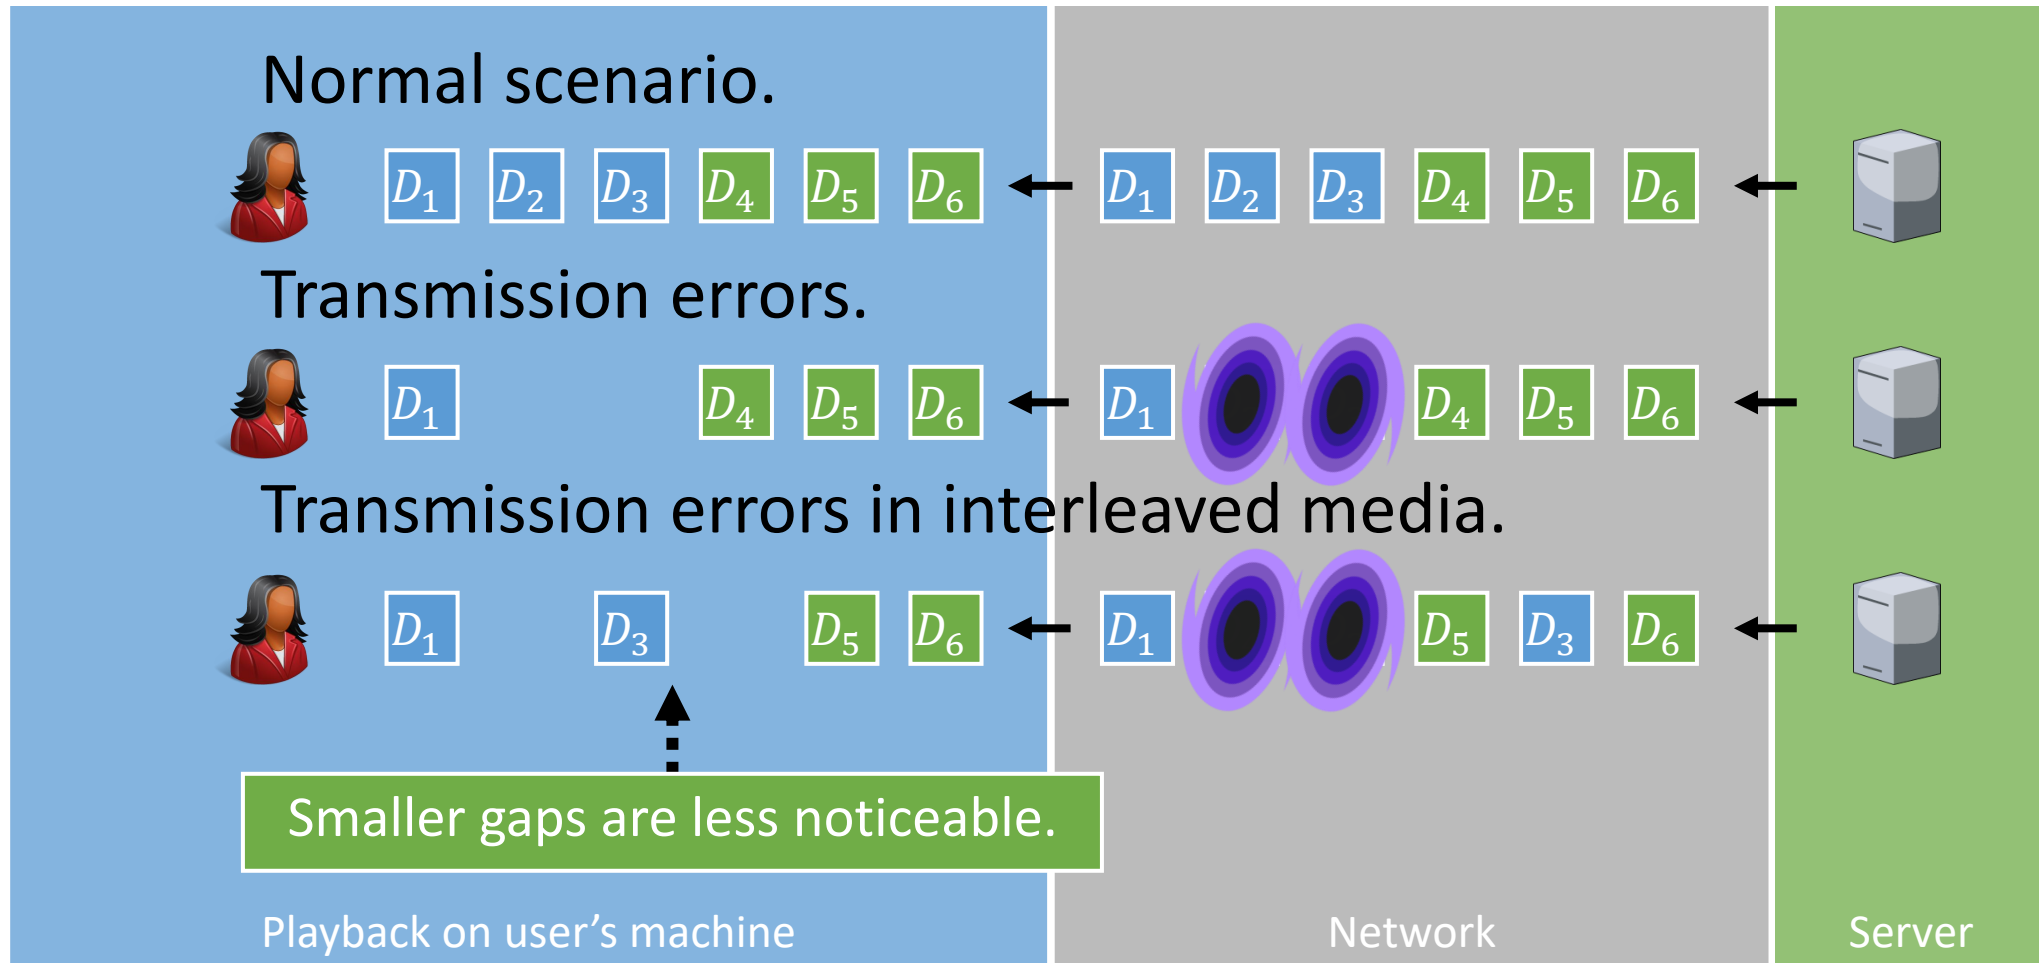 Normal scenario.
D₁ D₂ D₃ D₄ D₅ D₆ D₁ D₂ D₃ D₄ D₅ D₆
Transmission errors.
D₁ D₄ D₅ D₆ D₁ D₄ D₅ D₆
Transmission errors in interleaved media.
D₁ D₃ D₅ D₆ D₁ D₅ D₃ D₆
Smaller gaps are less noticeable.
Playback on user’s machine
Network
Server